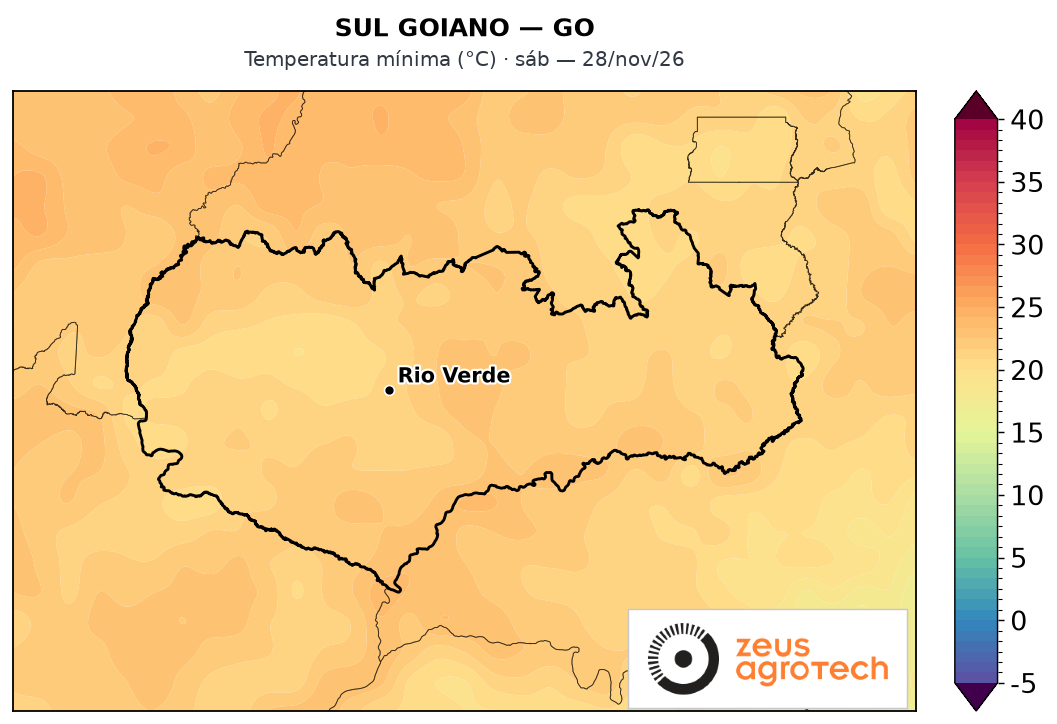 SUL GOIANO — GO
Temperatura mínima (°C) · sáb — 28/nov/26
40
35
30
25
20
15
10
5
0
-5
Rio Verde
zeus
agrotech